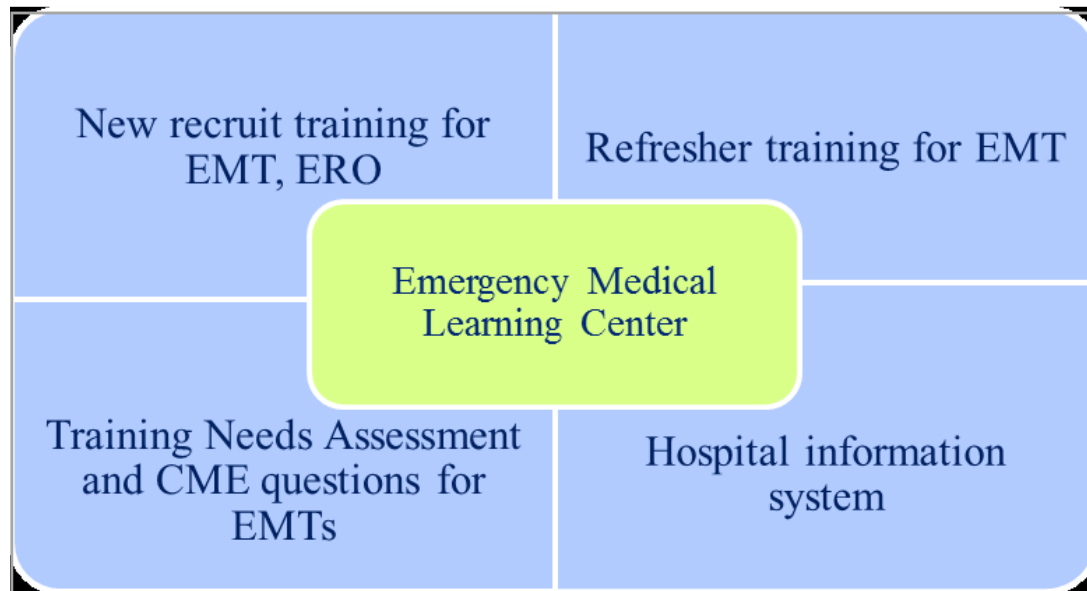 New recruit training for
EMT, ERO
Refresher training for EMT
Emergency Medical
Learning Center
Training Needs Assessment
and CME questions for
EMTs
Hospital information
system